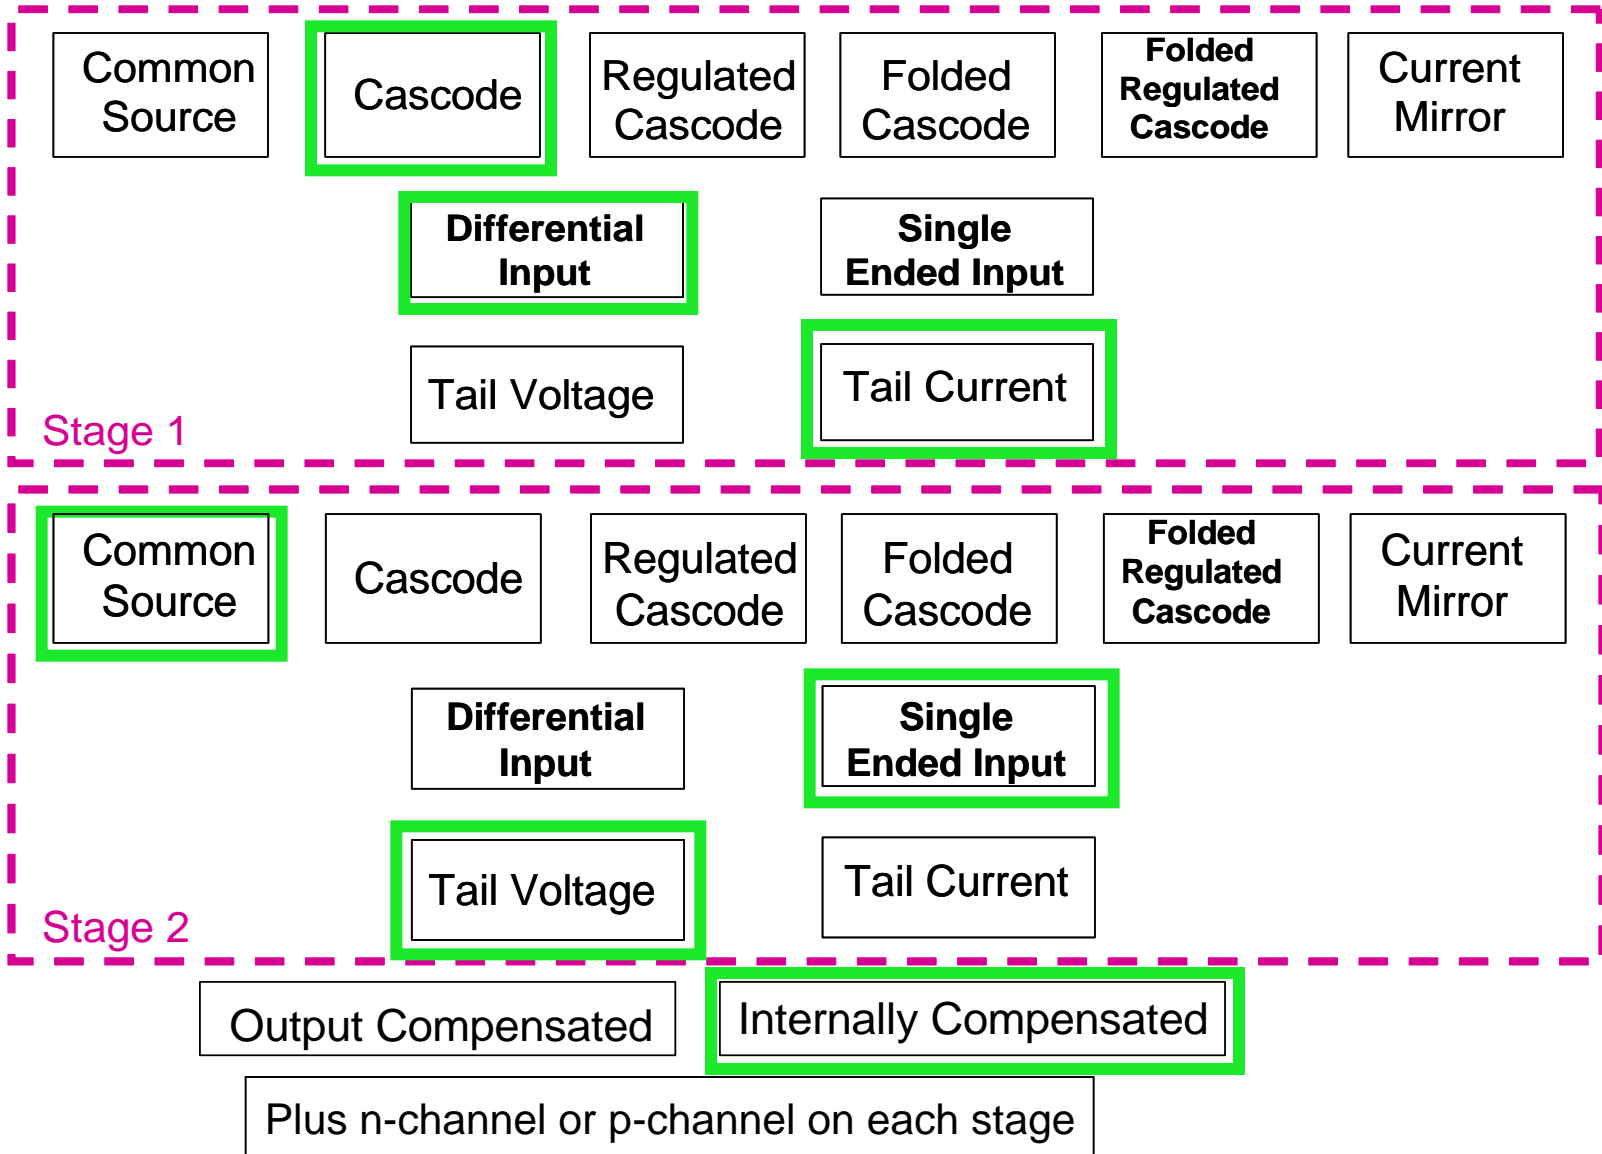 Common
Source
Cascode
Regulated
Cascode
Folded
Cascode
Folded
Regulated
Cascode
Current
Mirror
Differential
Input
Single
Ended Input
Tail Voltage
Tail Current
Stage 1
Common
Source
Cascode
Regulated
Cascode
Folded
Cascode
Folded
Regulated
Cascode
Current
Mirror
Differential
Input
Single
Ended Input
Tail Voltage
Tail Current
Stage 2
Output Compensated
Internally Compensated
Plus n-channel or p-channel on each stage